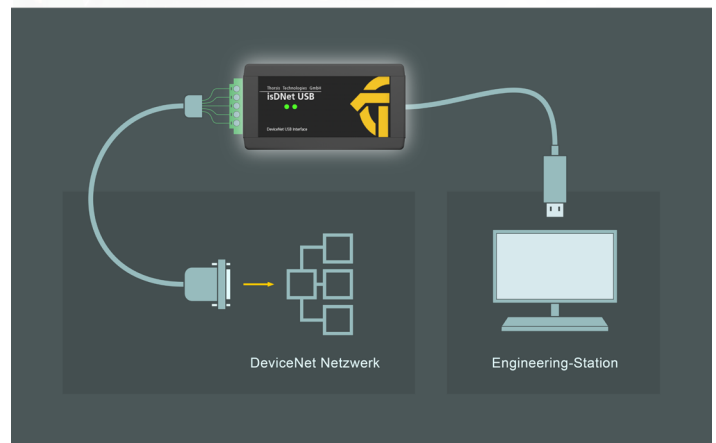 Thorsis Technologies GmbH
isDNet USB
DeviceNet USB Interface
DeviceNet Netzwerk
Engineering-Station